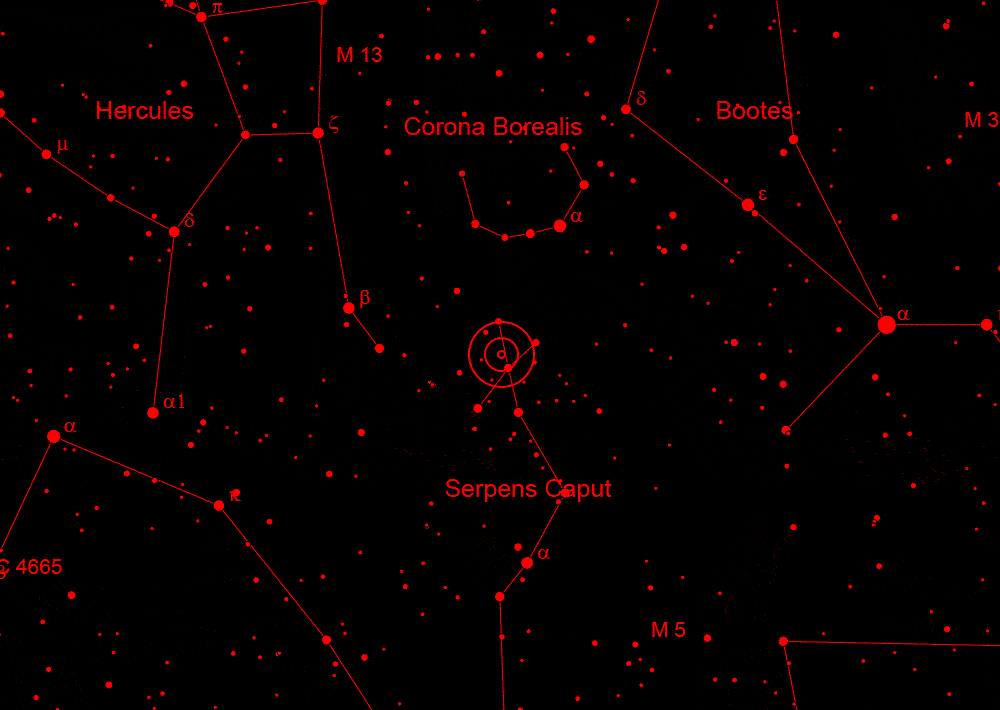 π
M 13
δ
Hercules
Bootes
Corona Borealis
M 3
ζ
μ
ε
α
δ
β
α
α1
α
Serpens Caput
κ
α
C 4665
M 5